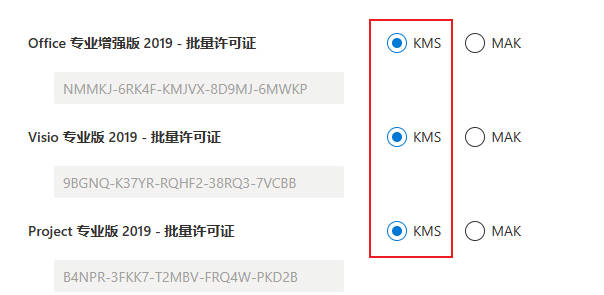 Office 专业增强版 2019 - 批量许可证 KMS MAK
NMMKJ-6RK4F-KMJVX-8D9MJ-6MWKP
Visio 专业版 2019 - 批量许可证 KMS MAK
9BGNQ-K37YR-RQHF2-38RQ3-7VCBB
Project 专业版 2019 - 批量许可证 KMS MAK
B4NPR-3FKK7-T2MBV-FRQ4W-PKD2B